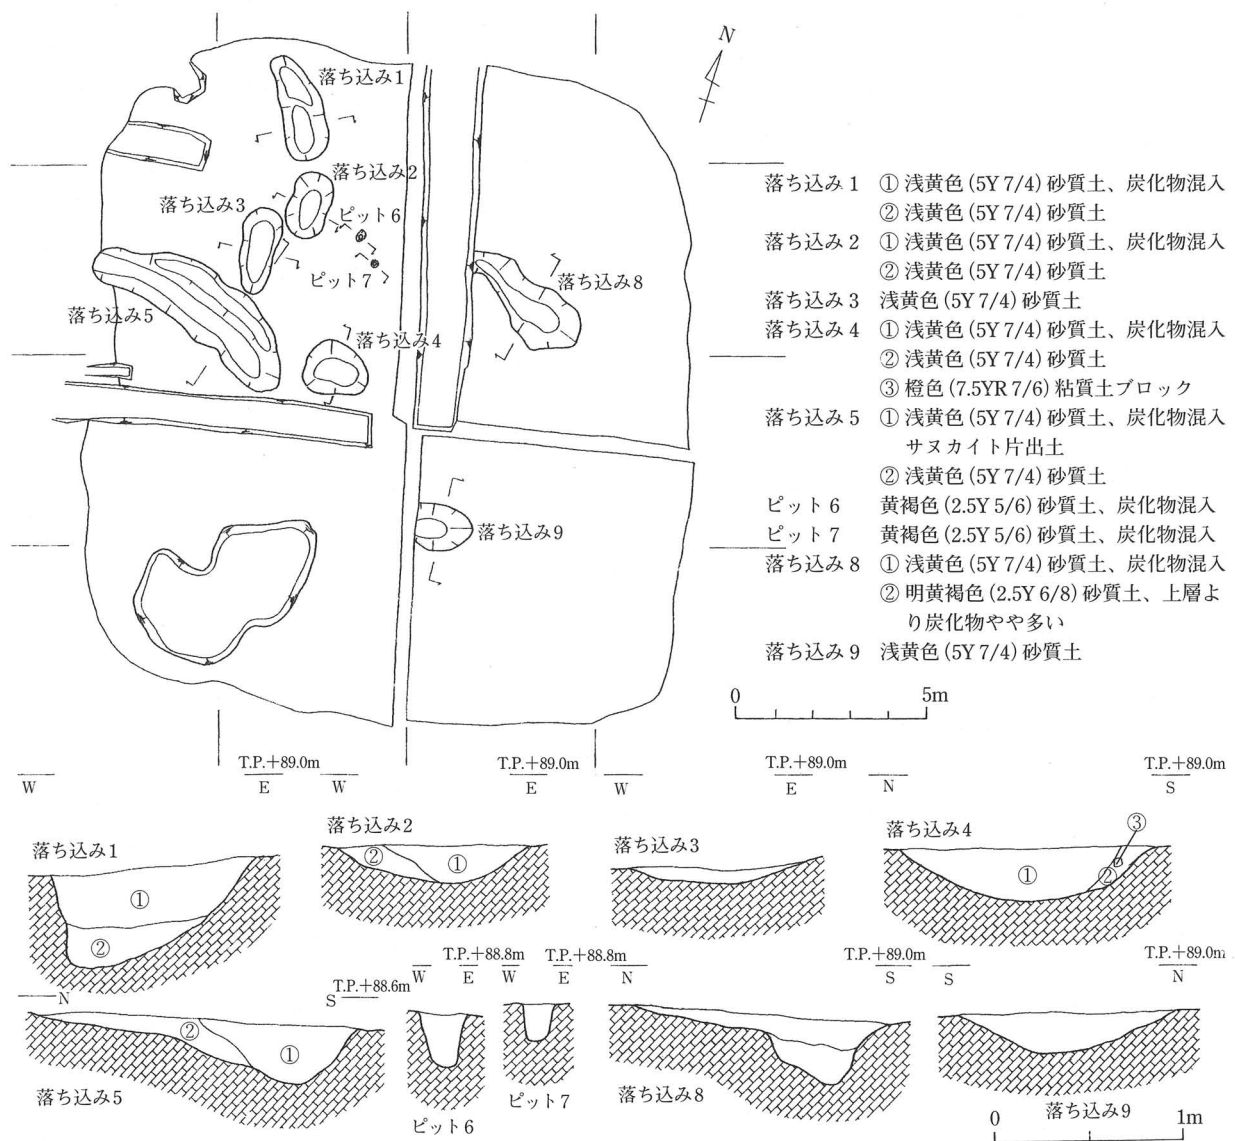 N
落ち込み1
落ち込み2
落ち込み3
ピット6
ピット7
落ち込み8
落ち込み5
落ち込み4
落ち込み9
落ち込み1 ① 浅黄色(5Y 7/4)砂質土、炭化物混入
② 浅黄色(5Y 7/4)砂質土
落ち込み2 ① 浅黄色(5Y 7/4)砂質土、炭化物混入
② 浅黄色(5Y 7/4)砂質土
落ち込み3 浅黄色(5Y 7/4)砂質土
落ち込み4 ① 浅黄色(5Y 7/4)砂質土、炭化物混入
② 浅黄色(5Y 7/4)砂質土
③ 橙色(7.5YR 7/6)粘質土ブロック
落ち込み5 ① 浅黄色(5Y 7/4)砂質土、炭化物混入
サヌカイト片出土
② 浅黄色(5Y 7/4)砂質土
ピット6 黄褐色(2.5Y 5/6)砂質土、炭化物混入
ピット7 黄褐色(2.5Y 5/6)砂質土、炭化物混入
落ち込み8 ① 浅黄色(5Y 7/4)砂質土、炭化物混入
② 明黄褐色(2.5Y 6/8)砂質土、上層よ
り炭化物やや多い
落ち込み9 浅黄色(5Y 7/4)砂質土
0 5m
T.P.+89.0m T.P.+89.0m T.P.+89.0m T.P.+89.0m
W E W E W E N S
落ち込み1
①
②
落ち込み2
② ①
落ち込み3
落ち込み4
③
① ②
T.P.+88.8m T.P.+88.8m T.P.+89.0m T.P.+89.0m
W E W E N S S N
N S T.P.+88.6m
② ①
落ち込み5
ピット6
ピット7
落ち込み8
落ち込み9
0 1m